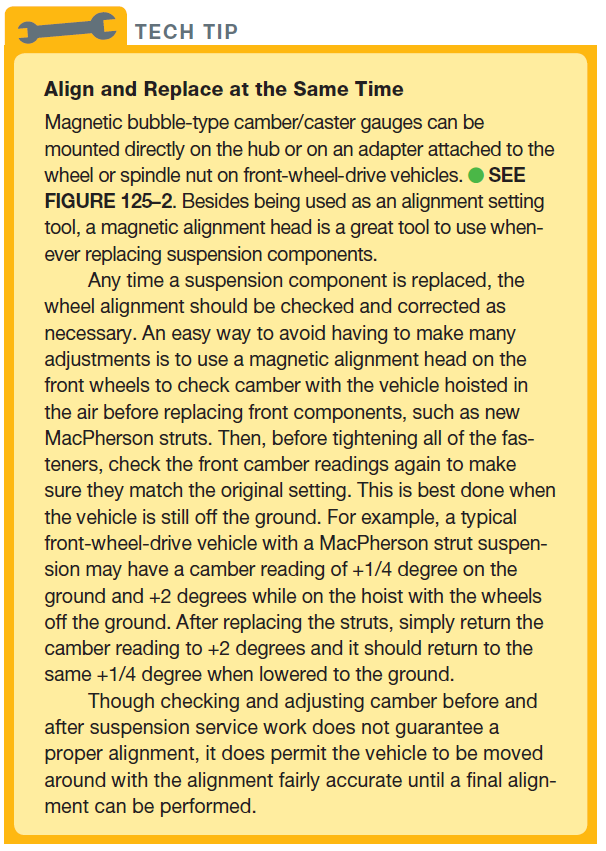 TECH TIP
Align and Replace at the Same Time
Magnetic bubble-type camber/caster gauges can be
mounted directly on the hub or on an adapter attached to the
wheel or spindle nut on front-wheel-drive vehicles. ● SEE
FIGURE 125–2. Besides being used as an alignment setting
tool, a magnetic alignment head is a great tool to use when-
ever replacing suspension components.
Any time a suspension component is replaced, the
wheel alignment should be checked and corrected as
necessary. An easy way to avoid having to make many
adjustments is to use a magnetic alignment head on the
front wheels to check camber with the vehicle hoisted in
the air before replacing front components, such as new
MacPherson struts. Then, before tightening all of the fas-
teners, check the front camber readings again to make
sure they match the original setting. This is best done when
the vehicle is still off the ground. For example, a typical
front-wheel-drive vehicle with a MacPherson strut suspen-
sion may have a camber reading of +1/4 degree on the
ground and +2 degrees while on the hoist with the wheels
off the ground. After replacing the struts, simply return the
camber reading to +2 degrees and it should return to the
same +1/4 degree when lowered to the ground.
Though checking and adjusting camber before and
after suspension service work does not guarantee a
proper alignment, it does permit the vehicle to be moved
around with the alignment fairly accurate until a final align-
ment can be performed.